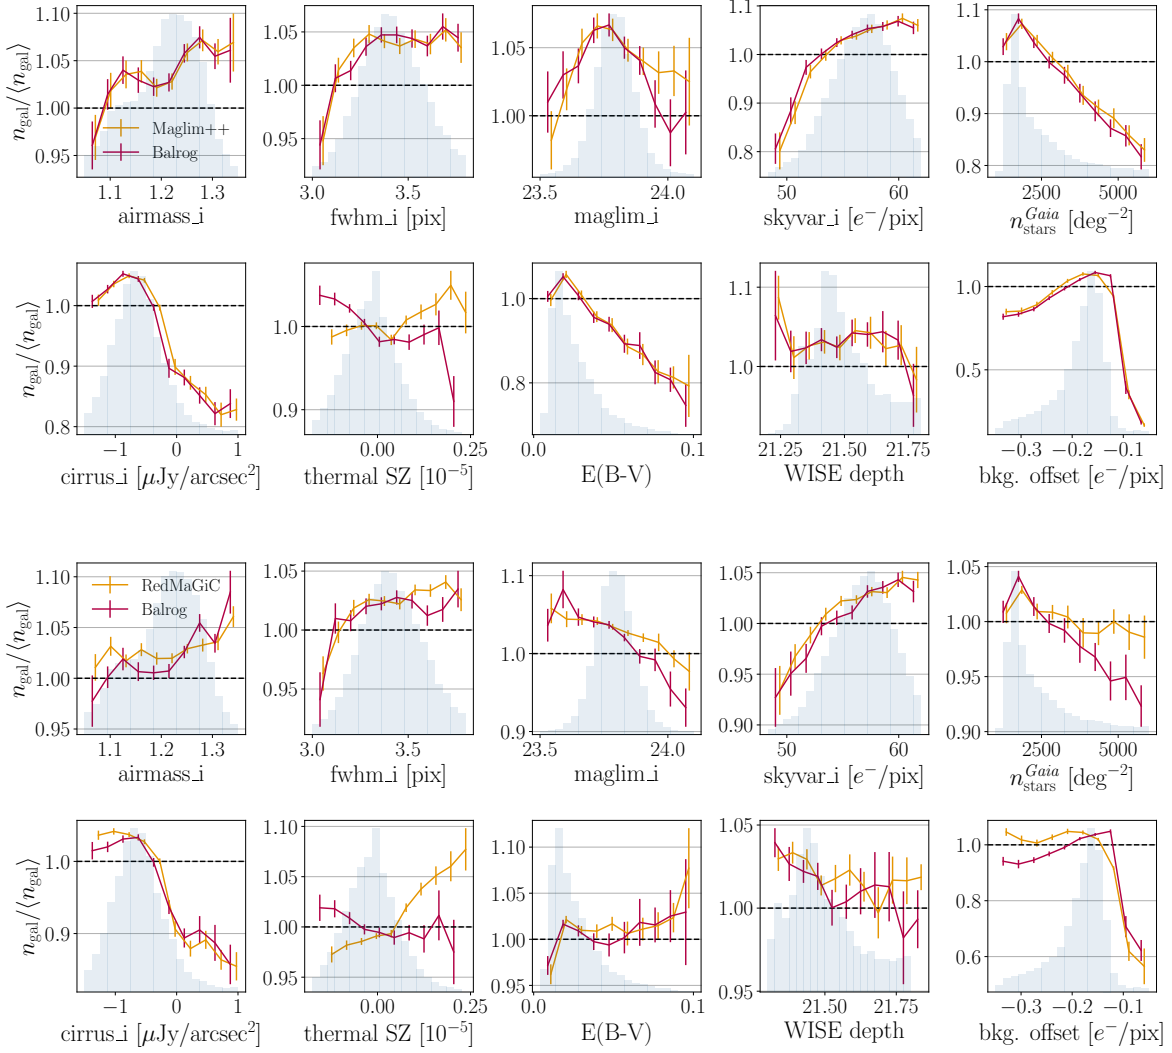 n_gal/⟨n_gal⟩
1.10
1.05
1.00
0.95
Maglim++
Balrog
1.1 1.2 1.3
airmass_i
1.05
1.00
0.95
3.0 3.5
fwhm_i [pix]
1.05
1.00
23.5 24.0
maglim_i
1.1
1.0
0.9
0.8
50 60
skyvar_i [e⁻/pix]
1.1
1.0
0.9
0.8
2500 5000
n_stars^Gaia [deg⁻²]
n_gal/⟨n_gal⟩
1.0
0.9
0.8
−1 0 1
cirrus_i [μJy/arcsec²]
1.0
0.9
0.00 0.25
thermal SZ [10⁻⁵]
1.0
0.8
0.0 0.1
E(B-V)
1.1
1.0
21.25 21.50 21.75
WISE depth
1.0
0.5
−0.3 −0.2 −0.1
bkg. offset [e⁻/pix]
n_gal/⟨n_gal⟩
1.10
1.05
1.00
0.95
RedMaGiC
Balrog
1.1 1.2 1.3
airmass_i
1.05
1.00
0.95
3.0 3.5
fwhm_i [pix]
1.1
1.0
0.9
23.5 24.0
maglim_i
1.05
1.00
0.95
0.90
50 60
skyvar_i [e⁻/pix]
1.05
1.00
0.95
0.90
2500 5000
n_stars^Gaia [deg⁻²]
n_gal/⟨n_gal⟩
1.0
0.9
−1 0 1
cirrus_i [μJy/arcsec²]
1.10
1.05
1.00
0.95
0.00 0.25
thermal SZ [10⁻⁵]
1.10
1.05
1.00
0.95
0.0 0.1
E(B-V)
1.05
1.00
0.95
21.50 21.75
WISE depth
1.0
0.8
0.6
−0.3 −0.2 −0.1
bkg. offset [e⁻/pix]